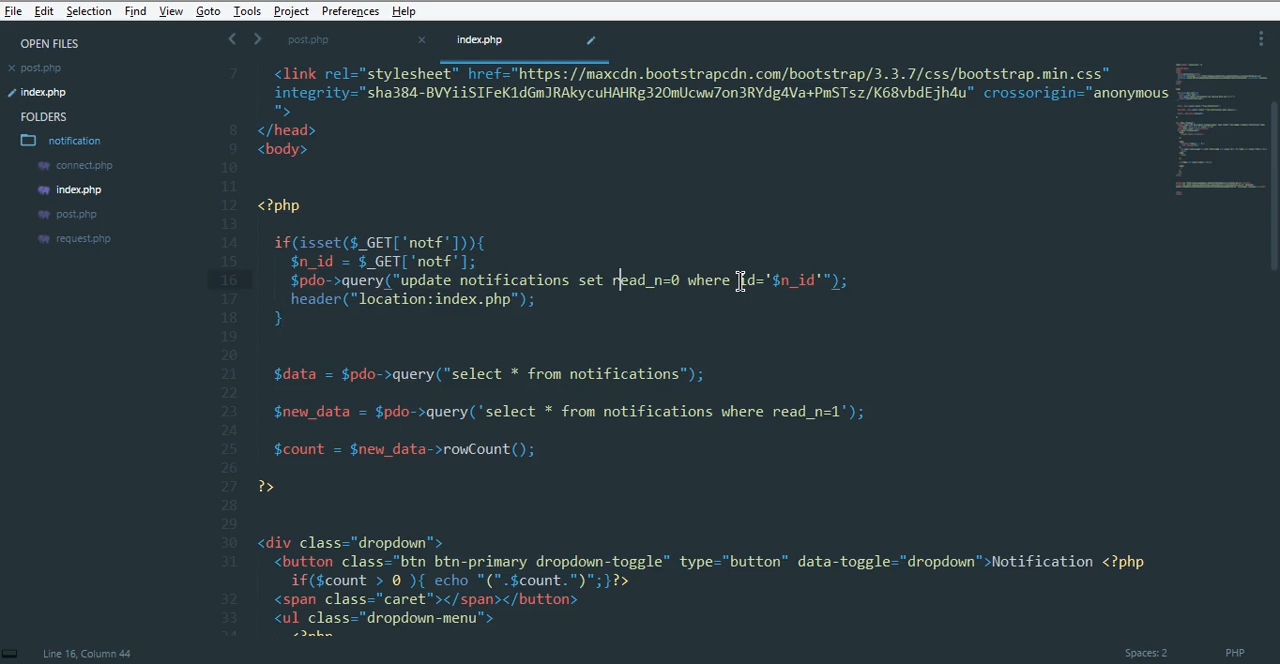 File Edit Selection Find View Goto Tools Project Preferences Help
OPEN FILES
post.php
index.php
FOLDERS
notification
connect.php
index.php
post.php
request.php
post.php index.php
7 <link rel="stylesheet" href="https://maxcdn.bootstrapcdn.com/bootstrap/3.3.7/css/bootstrap.min.css"
integrity="sha384-BVYiiSIFeK1dGmJRAkycuHAHRg32OmUcww7on3RYdg4Va+PmSTsz/K68vbdEjh4u" crossorigin="anonymous
">
8 </head>
9 <body>
10
11
12 <?php
13
14 if(isset($_GET['notf'])){
15 $n_id = $_GET['notf'];
16 $pdo->query("update notifications set read_n=0 where id='$n_id'");
17 header("location:index.php");
18 }
19
20
21 $data = $pdo->query("select * from notifications");
22
23 $new_data = $pdo->query('select * from notifications where read_n=1');
24
25 $count = $new_data->rowCount();
26
27 ?>
28
29
30 <div class="dropdown">
31 <button class="btn btn-primary dropdown-toggle" type="button" data-toggle="dropdown">Notification <?php
if($count > 0 ){ echo "(".$count.")";}?>
32 <span class="caret"></span></button>
33 <ul class="dropdown-menu">
34 <?php
Line 16, Column 44 Spaces: 2 PHP